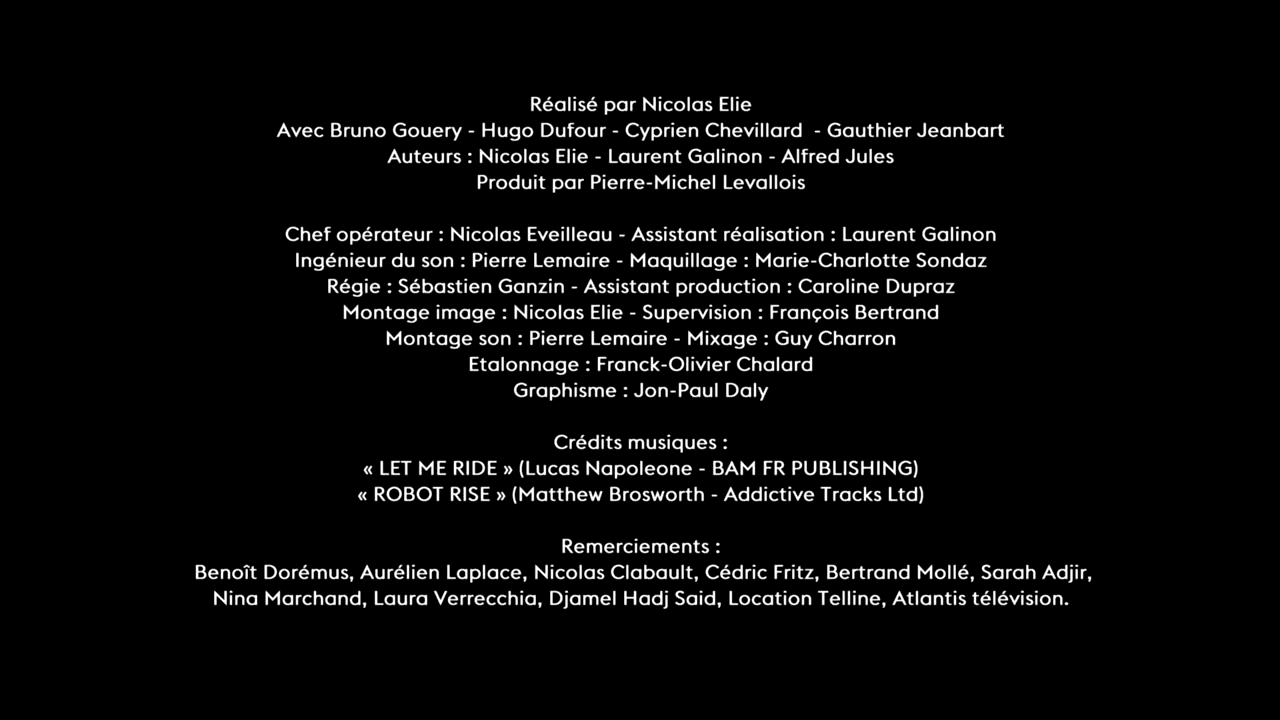 Réalisé par Nicolas Elie
Avec Bruno Gouery - Hugo Dufour - Cyprien Chevillard - Gauthier Jeanbart
Auteurs : Nicolas Elie - Laurent Galinon - Alfred Jules
Produit par Pierre-Michel Levallois
Chef opérateur : Nicolas Eveilleau - Assistant réalisation : Laurent Galinon
Ingénieur du son : Pierre Lemaire - Maquillage : Marie-Charlotte Sondaz
Régie : Sébastien Ganzin - Assistant production : Caroline Dupraz
Montage image : Nicolas Elie - Supervision : François Bertrand
Montage son : Pierre Lemaire - Mixage : Guy Charron
Etalonnage : Franck-Olivier Chalard
Graphisme : Jon-Paul Daly
Crédits musiques :
« LET ME RIDE » (Lucas Napoleone - BAM FR PUBLISHING)
« ROBOT RISE » (Matthew Brosworth - Addictive Tracks Ltd)
Remerciements :
Benoît Dorémus, Aurélien Laplace, Nicolas Clabault, Cédric Fritz, Bertrand Mollé, Sarah Adjir,
Nina Marchand, Laura Verrecchia, Djamel Hadj Said, Location Telline, Atlantis télévision.